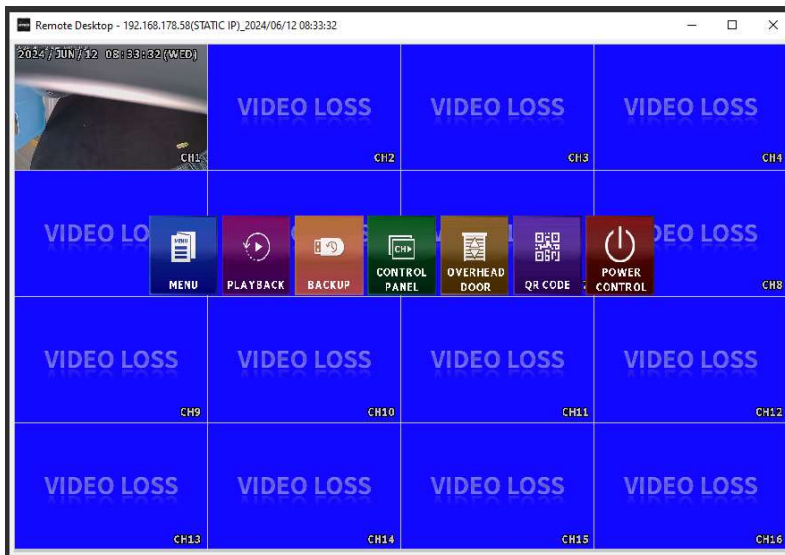 Remote Desktop - 192.168.178.58(STATIC IP)_2024/06/12 08:33:32
2024/JUN/12 08:33:32(WED)
CH1
VIDEO LOSS
CH2
VIDEO LOSS
CH3
VIDEO LOSS
CH4
VIDEO LO
EO LOSS
CH8
MENU
MENU
PLAYBACK
BACKUP
CH
CONTROL
PANEL
OVERHEAD
DOOR
QR CODE
POWER
CONTROL
VIDEO LOSS
CH9
VIDEO LOSS
CH10
VIDEO LOSS
CH11
VIDEO LOSS
CH12
VIDEO LOSS
CH13
VIDEO LOSS
CH14
VIDEO LOSS
CH15
VIDEO LOSS
CH16